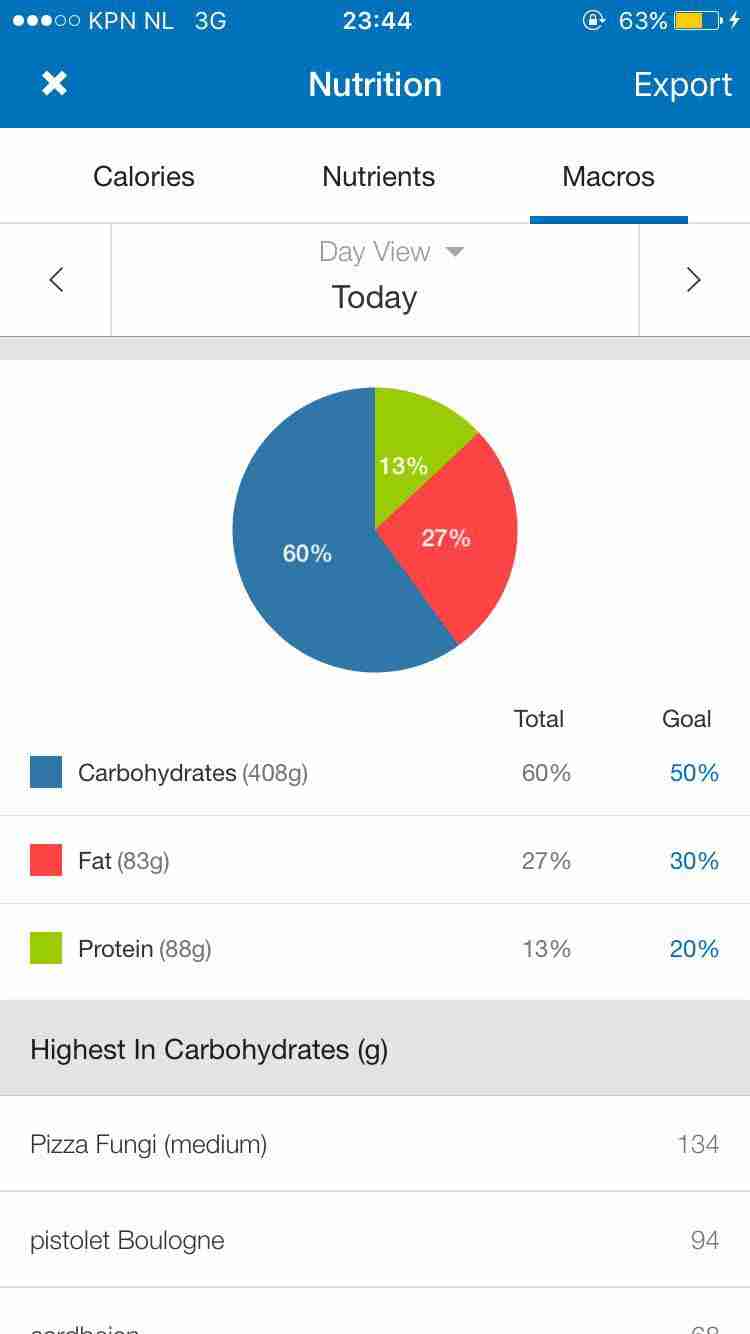 KPN NL 3G 23:44 63%
Nutrition Export
Calories Nutrients Macros
Day View
Today
13%
27%
60%
Total Goal
Carbohydrates (408g) 60% 50%
Fat (83g) 27% 30%
Protein (88g) 13% 20%
Highest In Carbohydrates (g)
Pizza Fungi (medium) 134
pistolet Boulogne 94